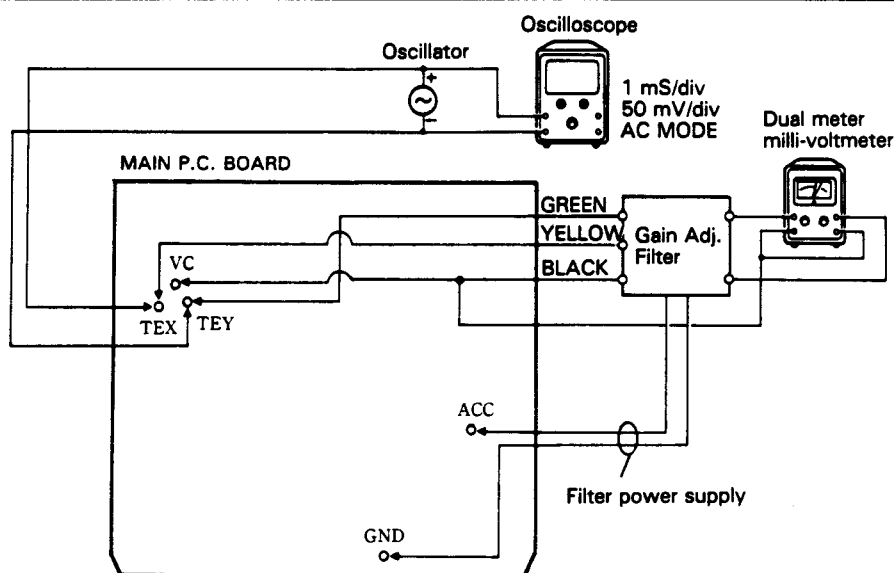 Oscilloscope
Oscillator
+
−
1 mS/div
50 mV/div
AC MODE
Dual meter
milli-voltmeter
MAIN P.C. BOARD
GREEN
YELLOW
BLACK
Gain Adj.
Filter
VC
TEX
TEY
ACC
Filter power supply
GND